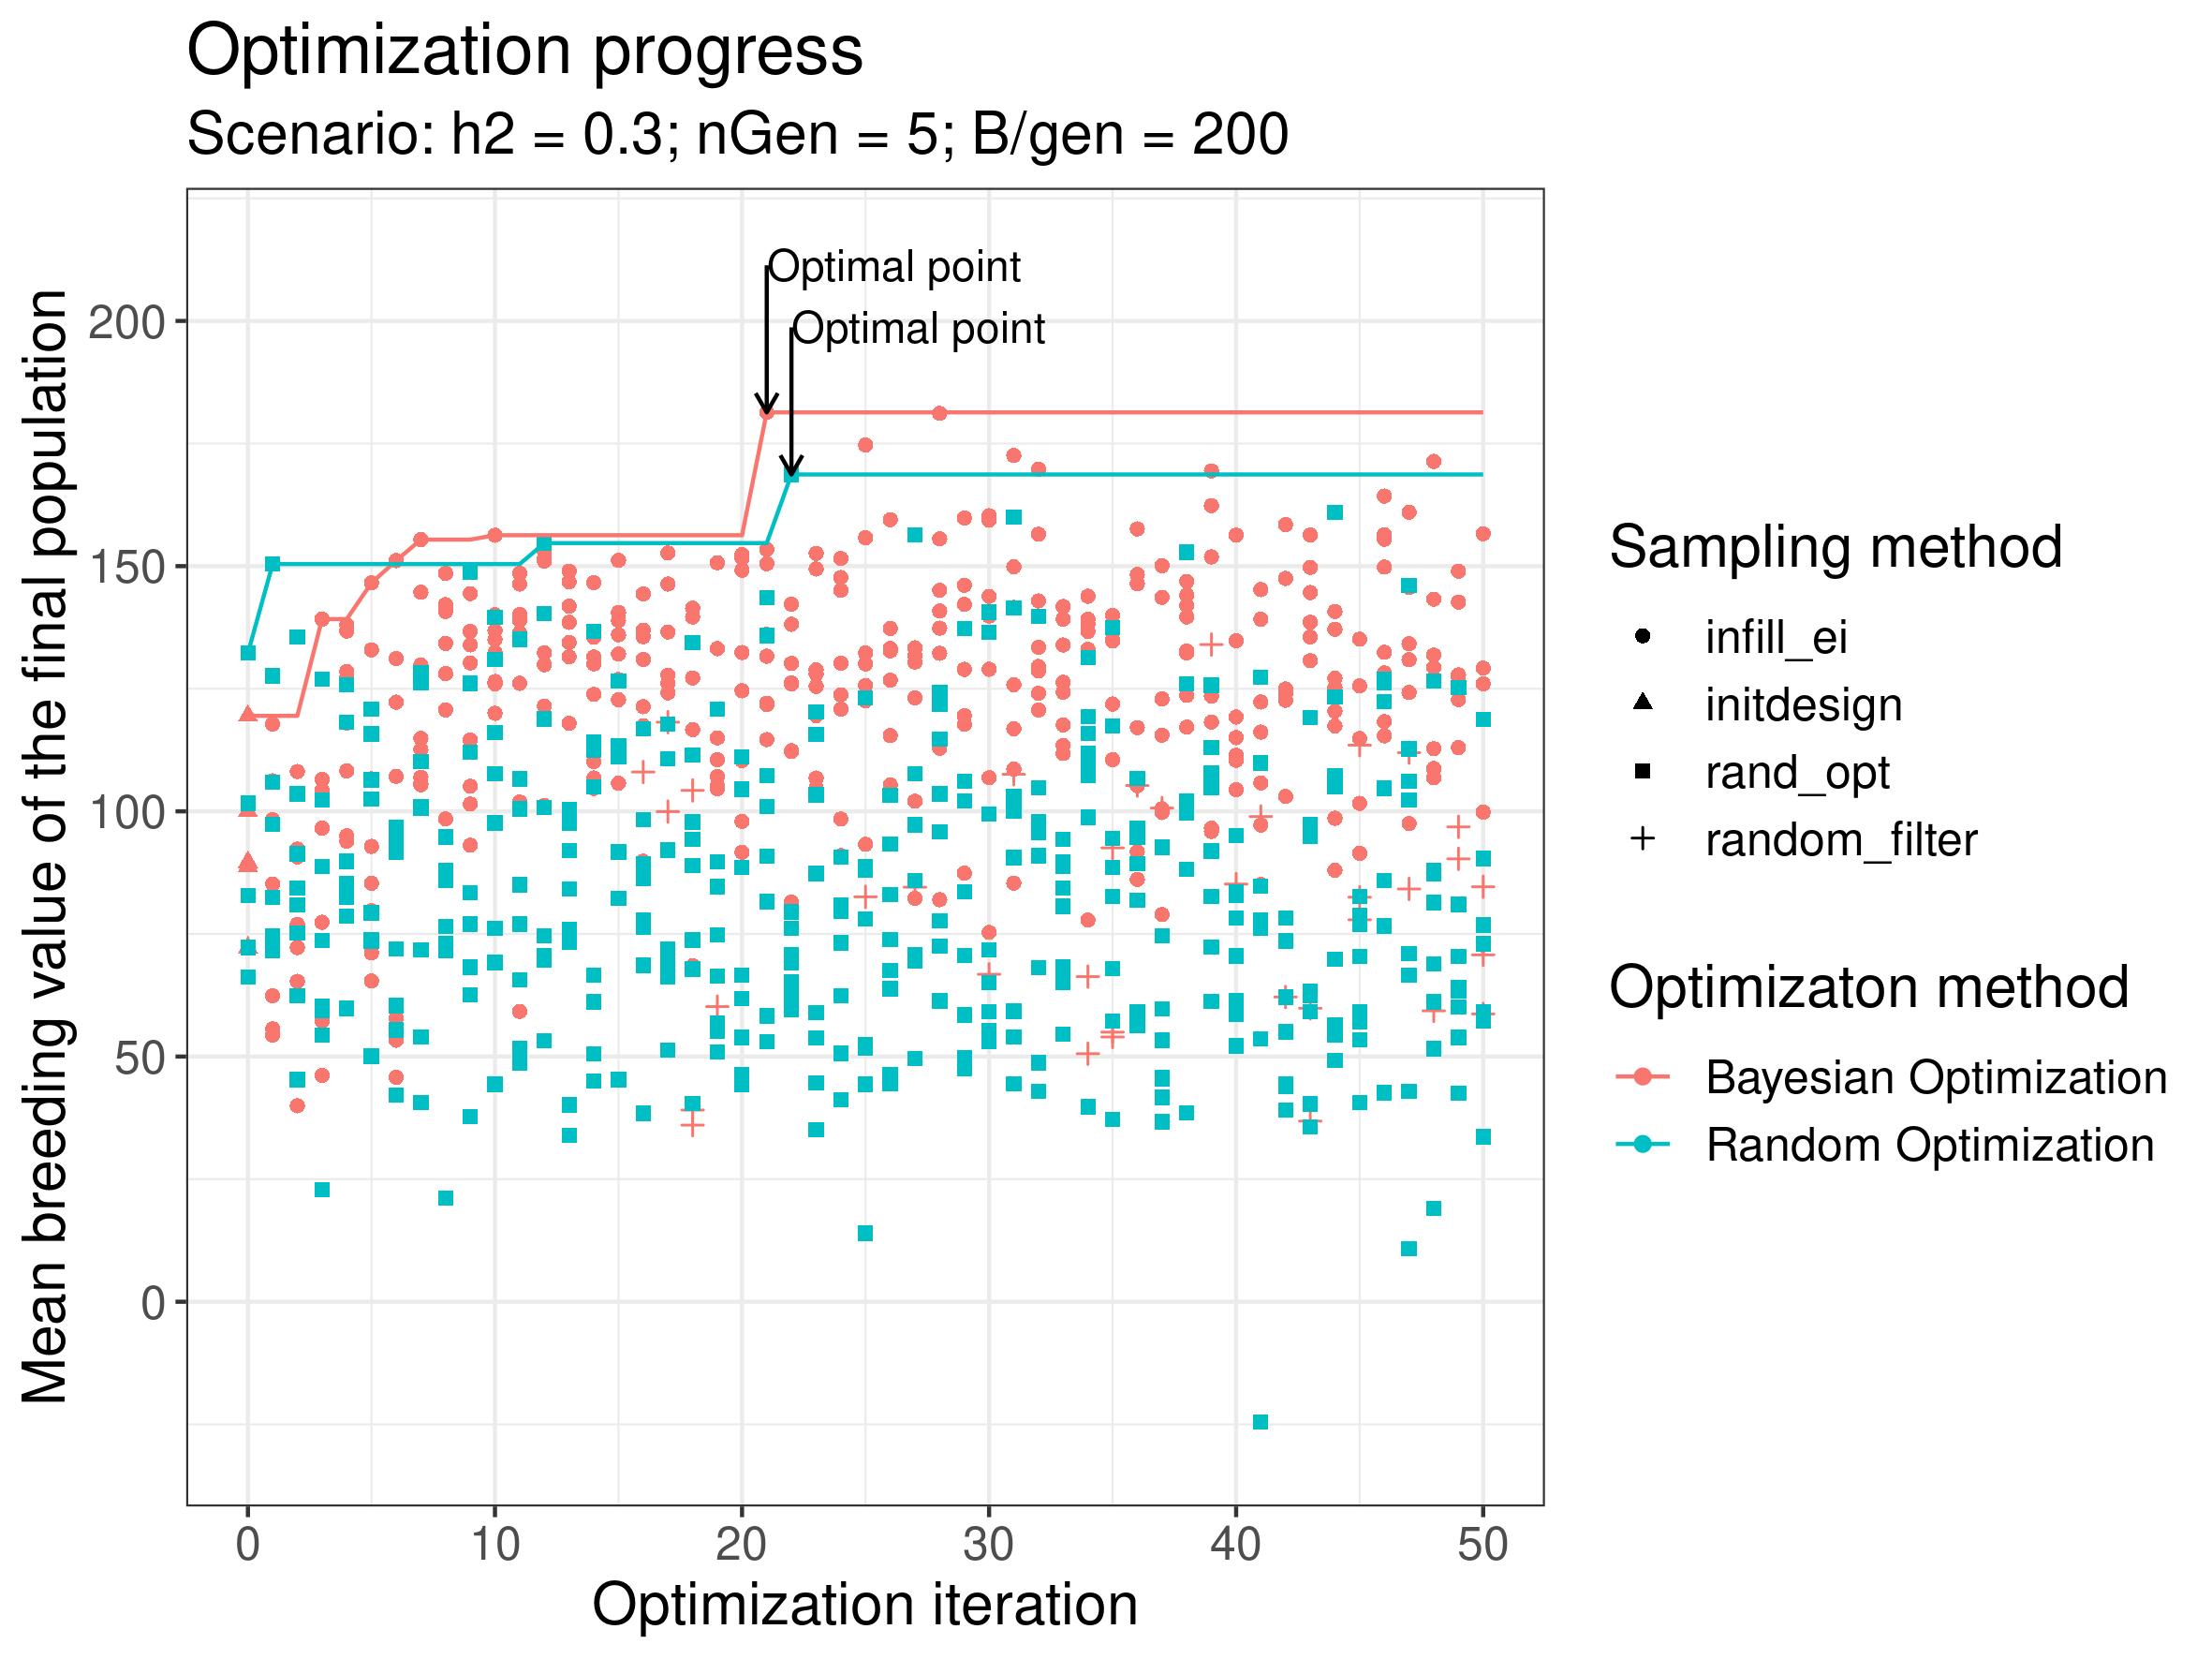 Optimization progress
Scenario: h2 = 0.3; nGen = 5; B/gen = 200
Mean breeding value of the final population
200
150
100
50
0
Optimal point
Optimal point
0 10 20 30 40 50
Optimization iteration
Sampling method
infill_ei
initdesign
rand_opt
random_filter
Optimizaton method
Bayesian Optimization
Random Optimization